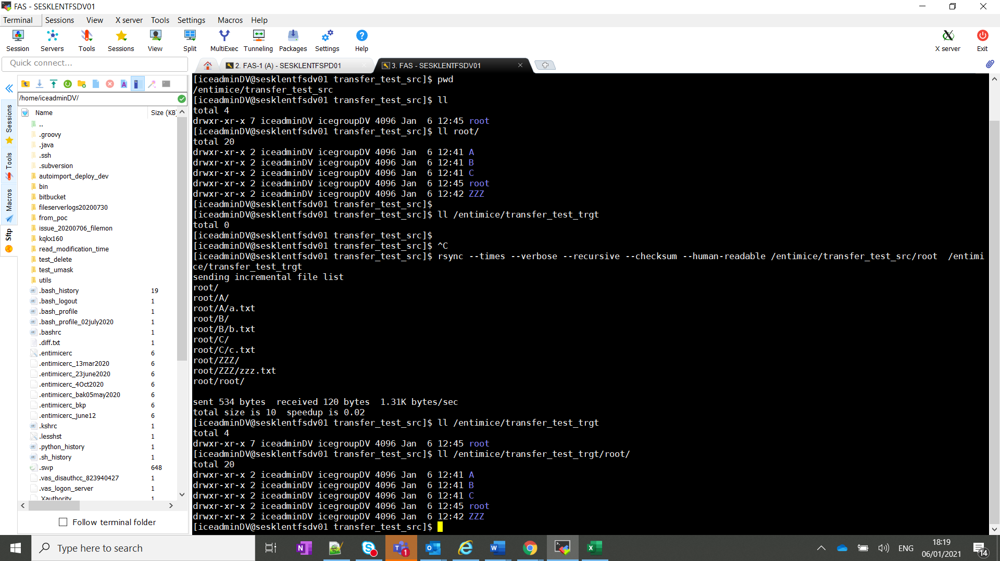 FAS - SESKLENTFSDV01
Terminal Sessions View X server Tools Settings Macros Help
Session Servers Tools Sessions View Split MultiExec Tunneling Packages Settings Help X server Exit
Quick connect...
2. FAS-1 (A) - SESKLENTFSPD01
3. FAS - SESKLENTFSDV01
Sessions
Tools
Macros
Sftp
/home/iceadminDV/
Name Size (KB)
..
.groovy
.java
.ssh
.subversion
autoimport_deploy_dev
bin
bitbucket
fileserverlogs20200730
from_poc
issue_20200706_filemon
kqkx160
read_modification_time
test_delete
test_umask
utils
.bash_history 19
.bash_logout 1
.bash_profile 1
.bash_profile_02july2020 1
.bashrc 1
.diff.txt 1
.entimicerc 6
.entimicerc_13mar2020 6
.entimicerc_23june2020 6
.entimicerc_4Oct2020 6
.entimicerc_bak05may2020 6
.entimicerc_bkp 6
.entimicerc_june12 6
.kshrc 1
.lesshst 1
.python_history 1
.sh_history 1
.swp 648
.vas_disauthcc_823940427 1
.vas_logon_server 1
.Xauthority 1
Follow terminal folder
[iceadminDV@sesklentfsdv01 transfer_test_src]$ pwd
/entimice/transfer_test_src
[iceadminDV@sesklentfsdv01 transfer_test_src]$ ll
total 4
drwxr-xr-x 7 iceadminDV icegroupDV 4096 Jan  6 12:45 root
[iceadminDV@sesklentfsdv01 transfer_test_src]$ ll root/
total 20
drwxr-xr-x 2 iceadminDV icegroupDV 4096 Jan  6 12:41 A
drwxr-xr-x 2 iceadminDV icegroupDV 4096 Jan  6 12:41 B
drwxr-xr-x 2 iceadminDV icegroupDV 4096 Jan  6 12:41 C
drwxr-xr-x 2 iceadminDV icegroupDV 4096 Jan  6 12:45 root
drwxr-xr-x 2 iceadminDV icegroupDV 4096 Jan  6 12:42 ZZZ
[iceadminDV@sesklentfsdv01 transfer_test_src]$
[iceadminDV@sesklentfsdv01 transfer_test_src]$ ll /entimice/transfer_test_trgt
total 0
[iceadminDV@sesklentfsdv01 transfer_test_src]$
[iceadminDV@sesklentfsdv01 transfer_test_src]$ ^C
[iceadminDV@sesklentfsdv01 transfer_test_src]$ rsync --times --verbose --recursive --checksum --human-readable /entimice/transfer_test_src/root  /entimi
ce/transfer_test_trgt
sending incremental file list
root/
root/A/
root/A/a.txt
root/B/
root/B/b.txt
root/C/
root/C/c.txt
root/ZZZ/
root/ZZZ/zzz.txt
root/root/
sent 534 bytes  received 120 bytes  1.31K bytes/sec
total size is 10  speedup is 0.02
[iceadminDV@sesklentfsdv01 transfer_test_src]$ ll /entimice/transfer_test_trgt
total 4
drwxr-xr-x 7 iceadminDV icegroupDV 4096 Jan  6 12:45 root
[iceadminDV@sesklentfsdv01 transfer_test_src]$ ll /entimice/transfer_test_trgt/root/
total 20
drwxr-xr-x 2 iceadminDV icegroupDV 4096 Jan  6 12:41 A
drwxr-xr-x 2 iceadminDV icegroupDV 4096 Jan  6 12:41 B
drwxr-xr-x 2 iceadminDV icegroupDV 4096 Jan  6 12:41 C
drwxr-xr-x 2 iceadminDV icegroupDV 4096 Jan  6 12:45 root
drwxr-xr-x 2 iceadminDV icegroupDV 4096 Jan  6 12:42 ZZZ
[iceadminDV@sesklentfsdv01 transfer_test_src]$
Type here to search
1
ENG
18:19
06/01/2021
14